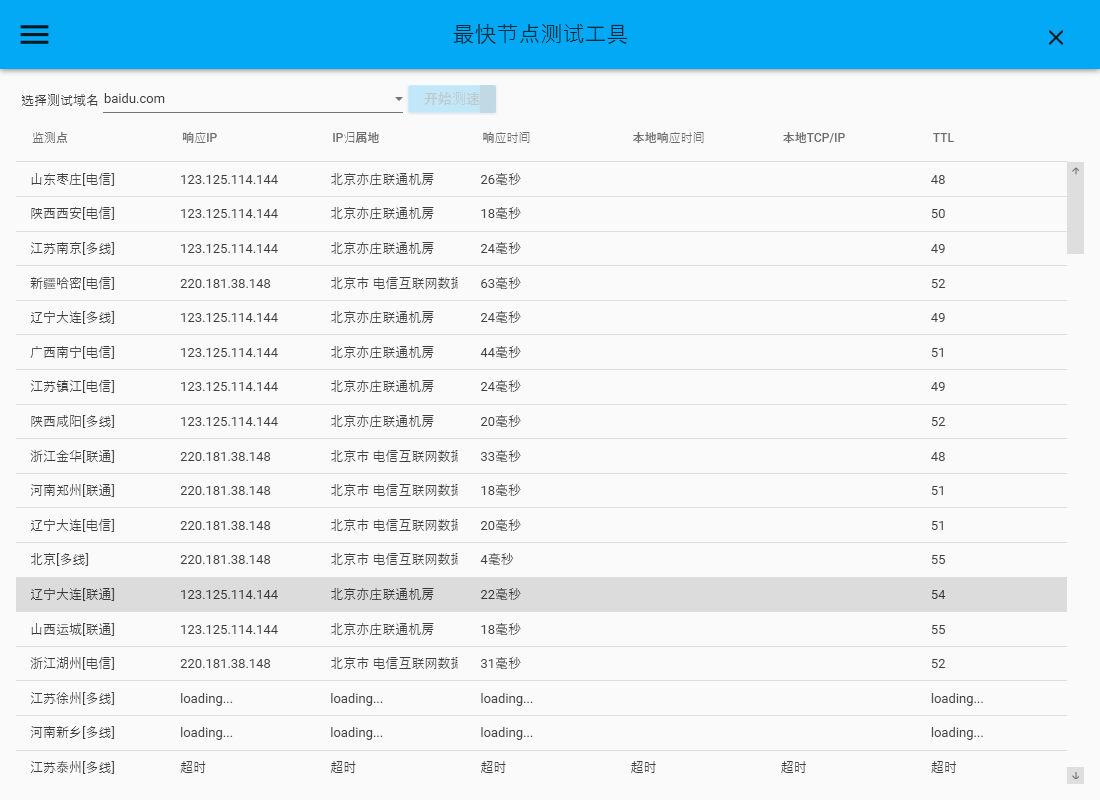 最快节点测试工具
选择测试域名 baidu.com 开始测速
监测点 响应IP IP归属地 响应时间 本地响应时间 本地TCP/IP TTL
山东枣庄[电信] 123.125.114.144 北京亦庄联通机房 26毫秒 48
陕西西安[电信] 123.125.114.144 北京亦庄联通机房 18毫秒 50
江苏南京[多线] 123.125.114.144 北京亦庄联通机房 24毫秒 49
新疆哈密[电信] 220.181.38.148 北京市 电信互联网数据 63毫秒 52
辽宁大连[多线] 123.125.114.144 北京亦庄联通机房 24毫秒 49
广西南宁[电信] 123.125.114.144 北京亦庄联通机房 44毫秒 51
江苏镇江[电信] 123.125.114.144 北京亦庄联通机房 24毫秒 49
陕西咸阳[多线] 123.125.114.144 北京亦庄联通机房 20毫秒 52
浙江金华[联通] 220.181.38.148 北京市 电信互联网数据 33毫秒 48
河南郑州[联通] 220.181.38.148 北京市 电信互联网数据 18毫秒 51
辽宁大连[电信] 220.181.38.148 北京市 电信互联网数据 20毫秒 51
北京[多线] 220.181.38.148 北京市 电信互联网数据 4毫秒 55
辽宁大连[联通] 123.125.114.144 北京亦庄联通机房 22毫秒 54
山西运城[联通] 123.125.114.144 北京亦庄联通机房 18毫秒 55
浙江湖州[电信] 220.181.38.148 北京市 电信互联网数据 31毫秒 52
江苏徐州[多线] loading... loading... loading... loading...
河南新乡[多线] loading... loading... loading... loading...
江苏泰州[多线] 超时 超时 超时 超时 超时 超时